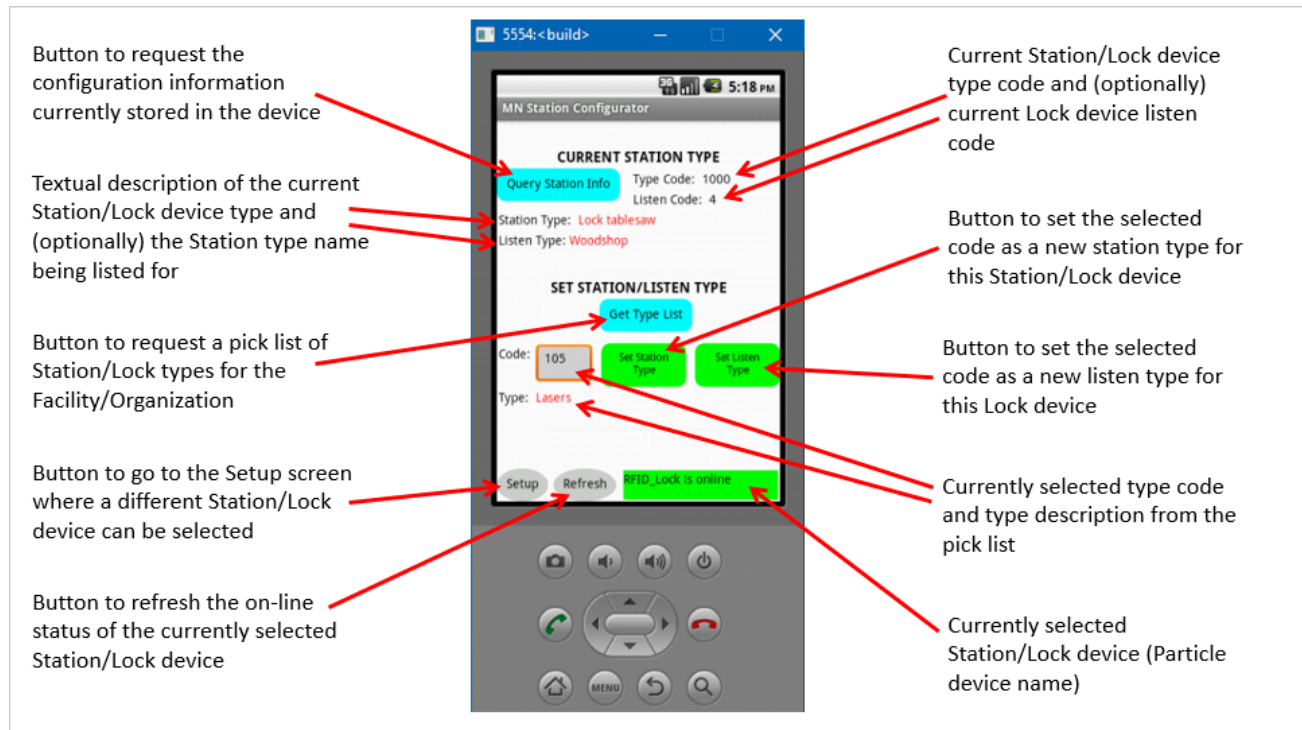 Button to request the
configuration information
currently stored in the device
Textual description of the current
Station/Lock device type and
(optionally) the Station type name
being listed for
Button to request a pick list of
Station/Lock types for the
Facility/Organization
Button to go to the Setup screen
where a different Station/Lock
device can be selected
Button to refresh the on-line
status of the currently selected
Station/Lock device
5554:<build>
3G
5:18 PM
MN Station Configurator
CURRENT STATION TYPE
Query Station Info
Type Code: 1000
Listen Code: 4
Station Type: Lock tablesaw
Listen Type: Woodshop
SET STATION/LISTEN TYPE
Get Type List
Code: 105
Set Station
Type
Set Listen
Type
Type: Lasers
Setup
Refresh
RFID_Lock is online
MENU
Current Station/Lock device
type code and (optionally)
current Lock device listen
code
Button to set the selected
code as a new station type for
this Station/Lock device
Button to set the selected
code as a new listen type for
this Lock device
Currently selected type code
and type description from the
pick list
Currently selected
Station/Lock device (Particle
device name)